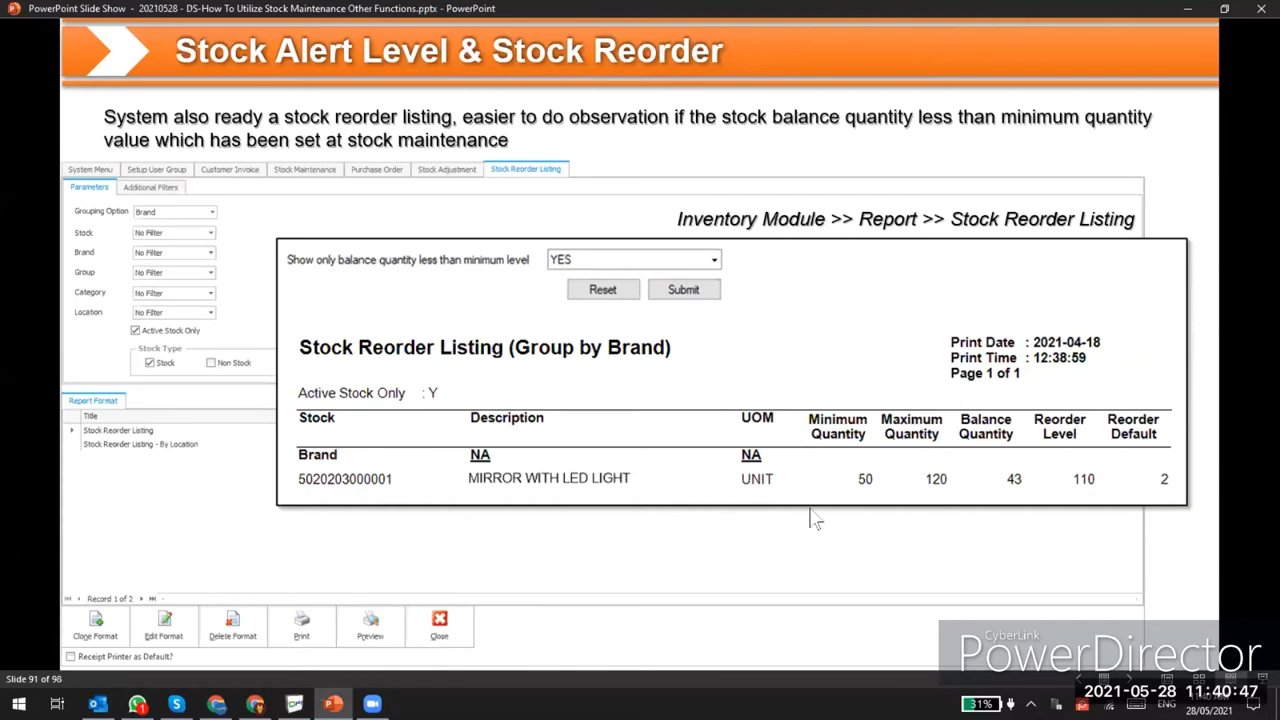 PowerPoint Slide Show - 20210528 - DS-How To Utilize Stock Maintenance Other Functions.pptx - PowerPoint
Stock Alert Level & Stock Reorder
System also ready a stock reorder listing, easier to do observation if the stock balance quantity less than minimum quantity
value which has been set at stock maintenance
System Menu Setup User Group Customer Invoice Stock Maintenance Purchase Order Stock Adjustment Stock Reorder Listing
Parameters Additional Filters
Grouping Option Brand
Inventory Module >> Report >> Stock Reorder Listing
Stock No Filter
Brand No Filter
Group No Filter
Category No Filter
Location No Filter
Active Stock Only
Stock Type
Stock Non Stock
Show only balance quantity less than minimum level YES
Reset Submit
Stock Reorder Listing (Group by Brand)
Print Date : 2021-04-18
Print Time : 12:38:59
Page 1 of 1
Active Stock Only : Y
Stock Description UOM Minimum Quantity Maximum Quantity Balance Quantity Reorder Level Reorder Default
Brand NA NA
5020203000001 MIRROR WITH LED LIGHT UNIT 50 120 43 110 2
Report Format
Title
Stock Reorder Listing
Stock Reorder Listing - By Location
Record 1 of 2
Clone Format Edit Format Delete Format Print Preview Close
Receipt Printer as Default?
CyberLink
PowerDirector
Slide 91 of 98
2021-05-28 11:40:47
31% ENG
28/05/2021